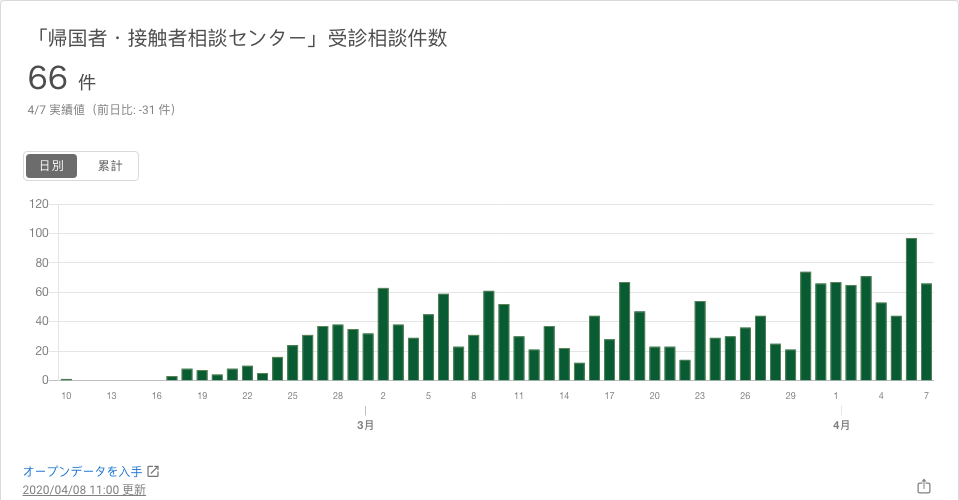 「帰国者・接触者相談センター」受診相談件数
66 件
4/7 実績値（前日比: -31 件）
日別 累計
120
100
80
60
40
20
0
10 13 16 19 22 25 28 2 5 8 11 14 17 20 23 26 29 1 4 7
3月 4月
オープンデータを入手
2020/04/08 11:00 更新